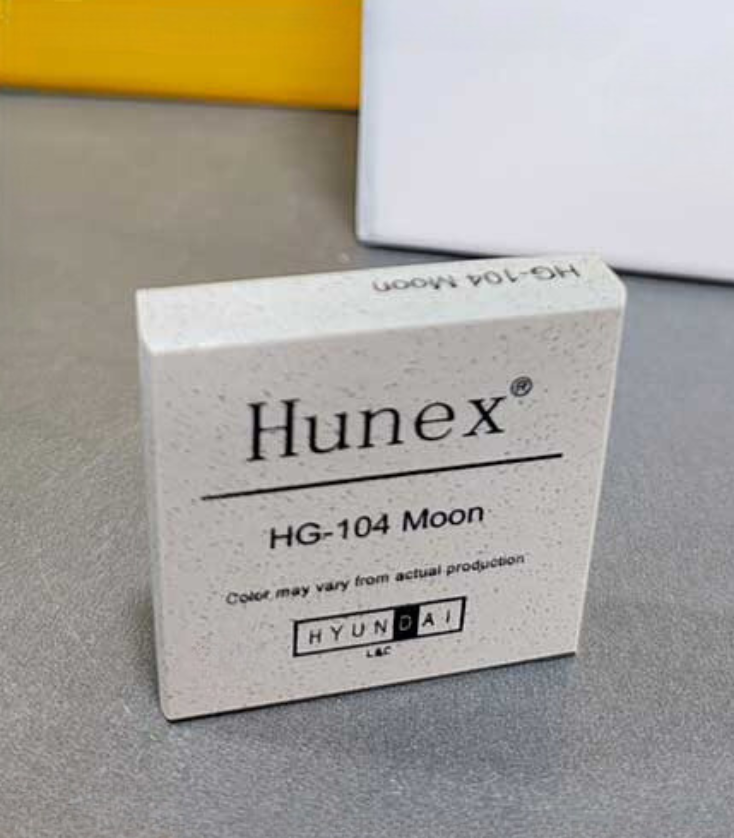 HG-104 Moon
Hunex®
HG-104 Moon
Color may vary from actual production
HYUNDAI
L&C